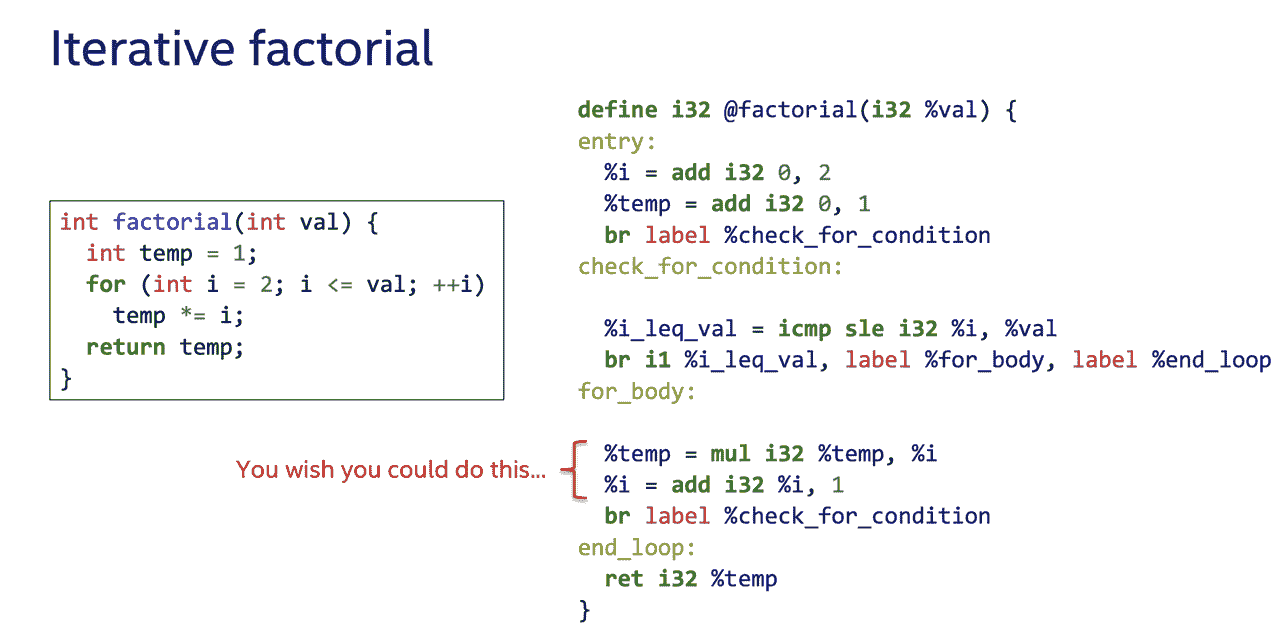 Iterative factorial
int factorial(int val) {
  int temp = 1;
  for (int i = 2; i <= val; ++i)
    temp *= i;
  return temp;
}
You wish you could do this...
define i32 @factorial(i32 %val) {
entry:
  %i = add i32 0, 2
  %temp = add i32 0, 1
  br label %check_for_condition
check_for_condition:
  %i_leq_val = icmp sle i32 %i, %val
  br i1 %i_leq_val, label %for_body, label %end_loop
for_body:
  %temp = mul i32 %temp, %i
  %i = add i32 %i, 1
  br label %check_for_condition
end_loop:
  ret i32 %temp
}